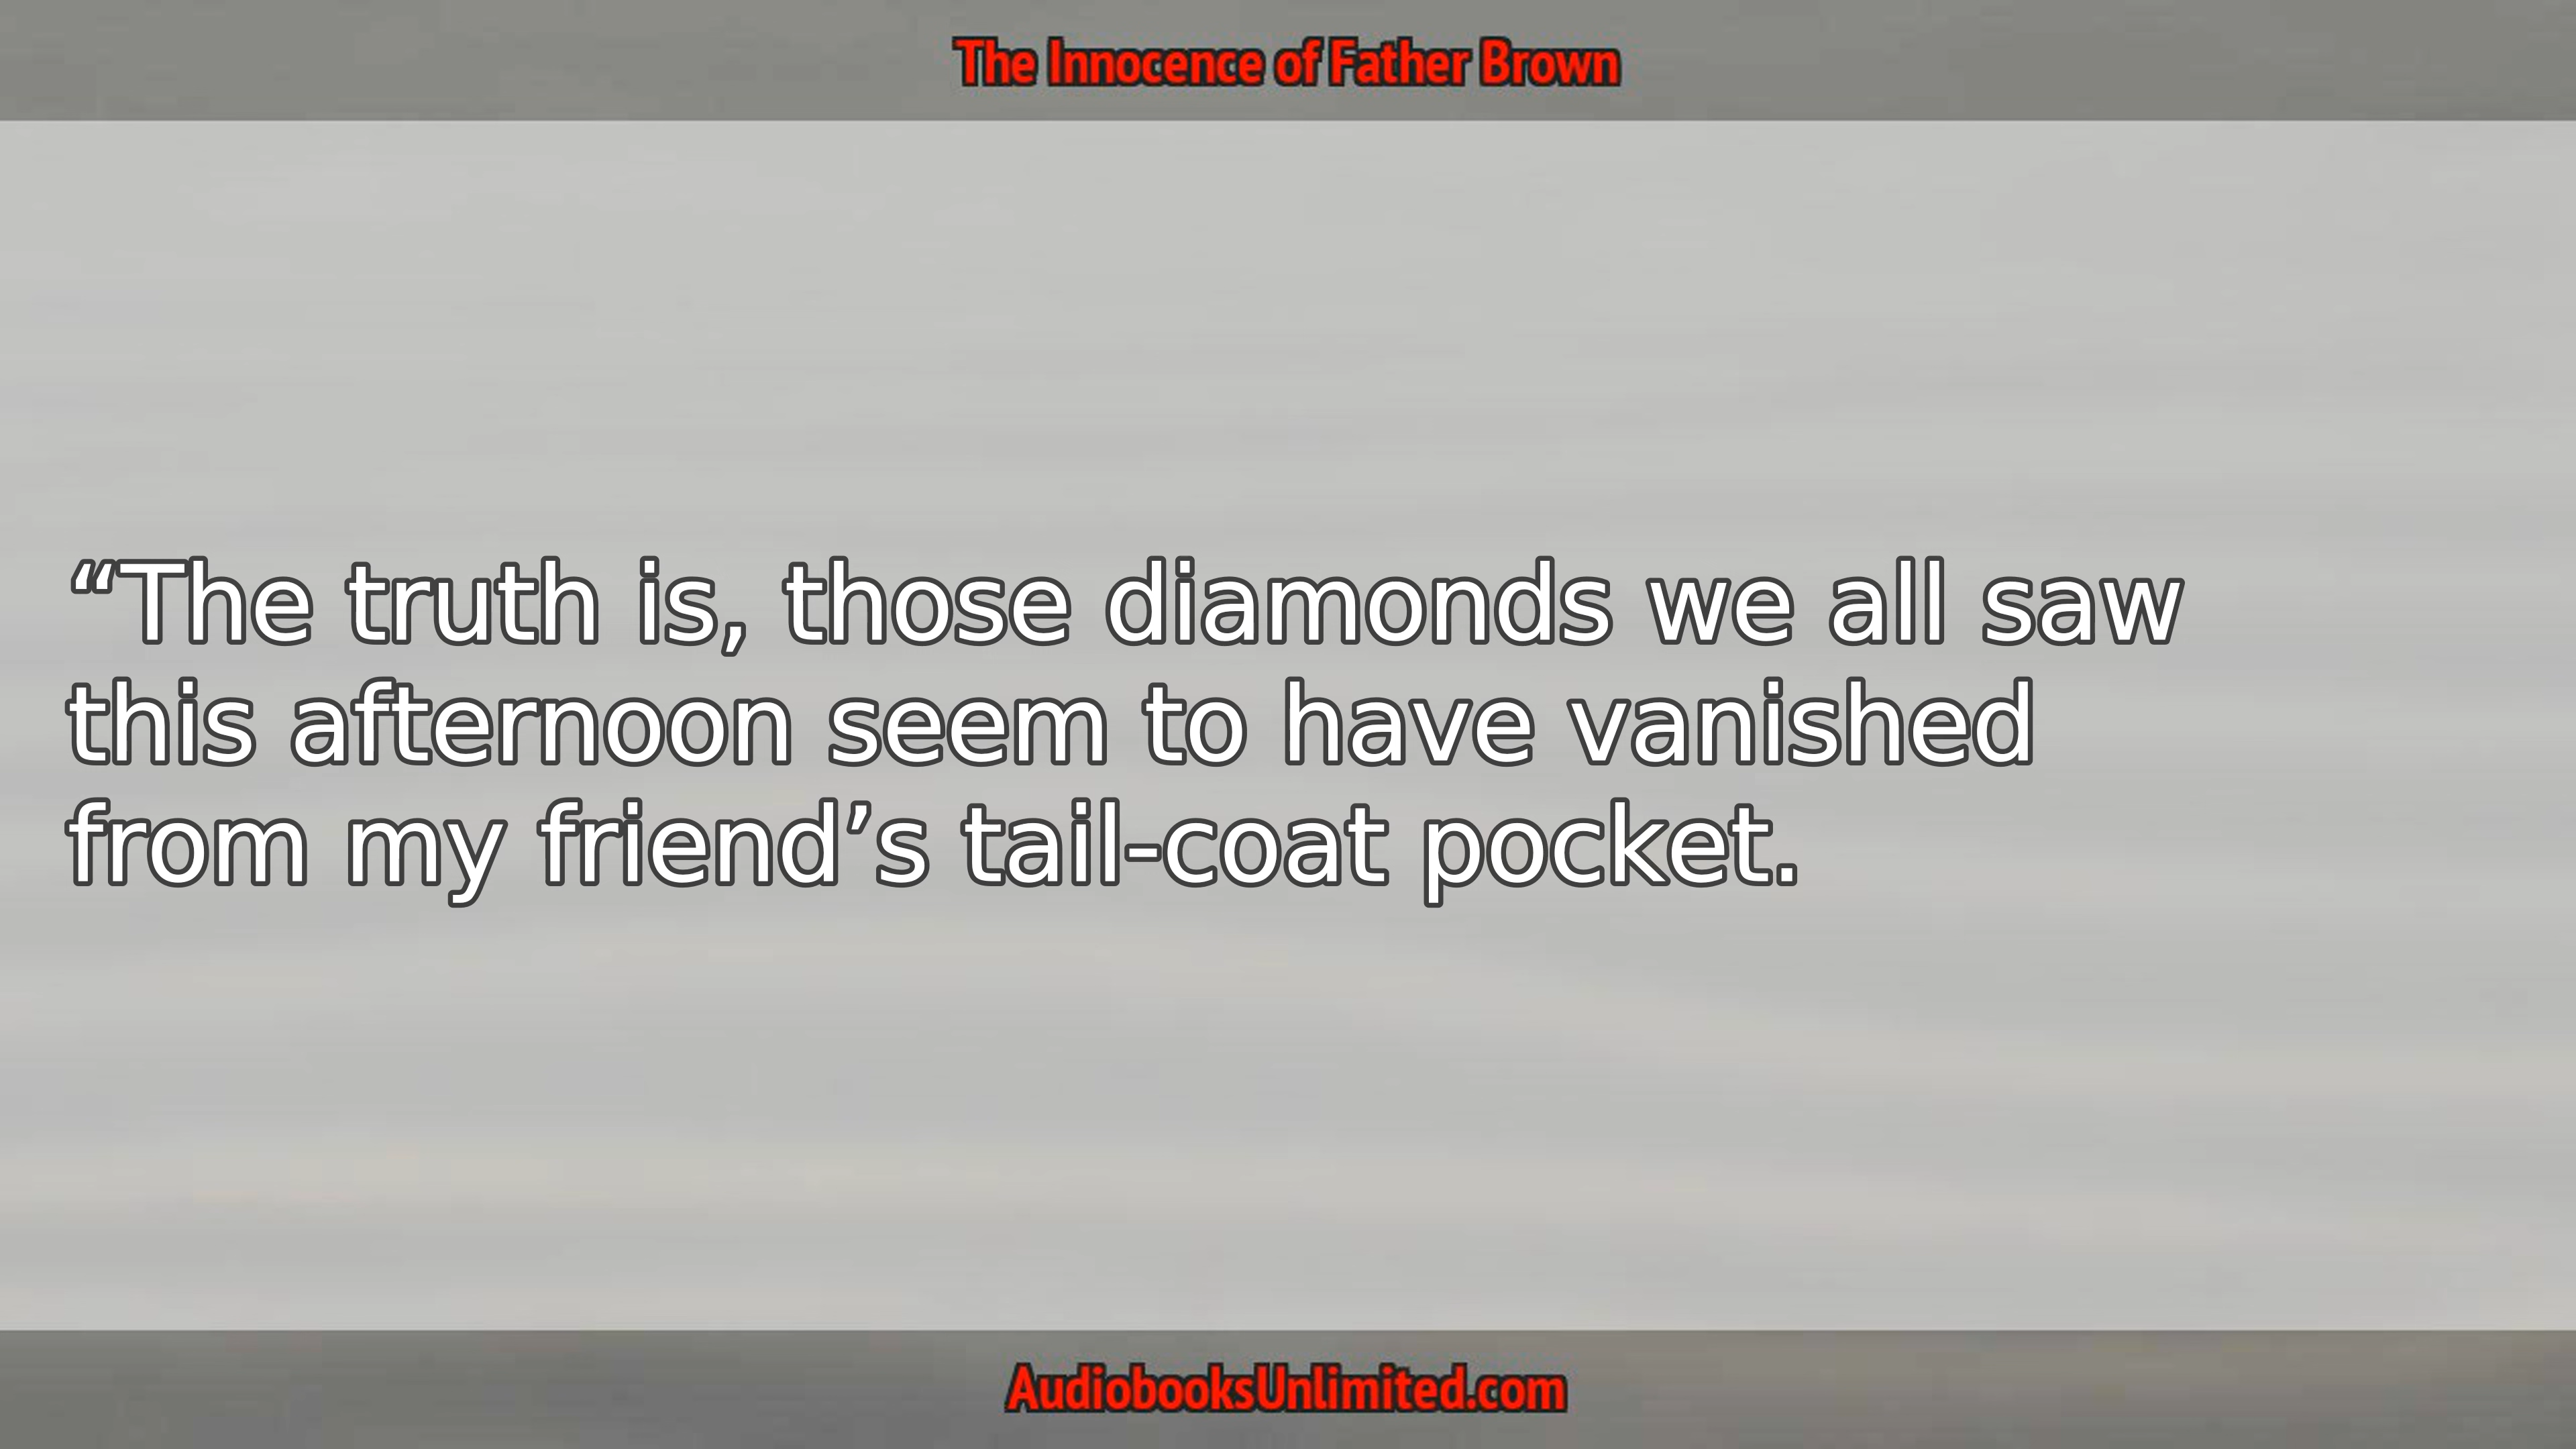 The Innocence of Father Brown
“The truth is, those diamonds we all saw
this afternoon seem to have vanished
from my friend’s tail-coat pocket.
AudiobooksUnlimited.com